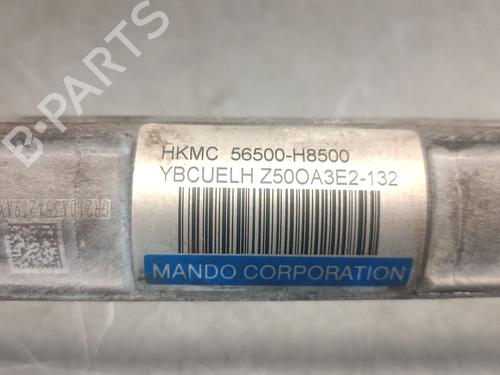 B-PARTS
HKMC 56500-H8500
YBCUELH Z50OA3E2-132
MANDO CORPORATION